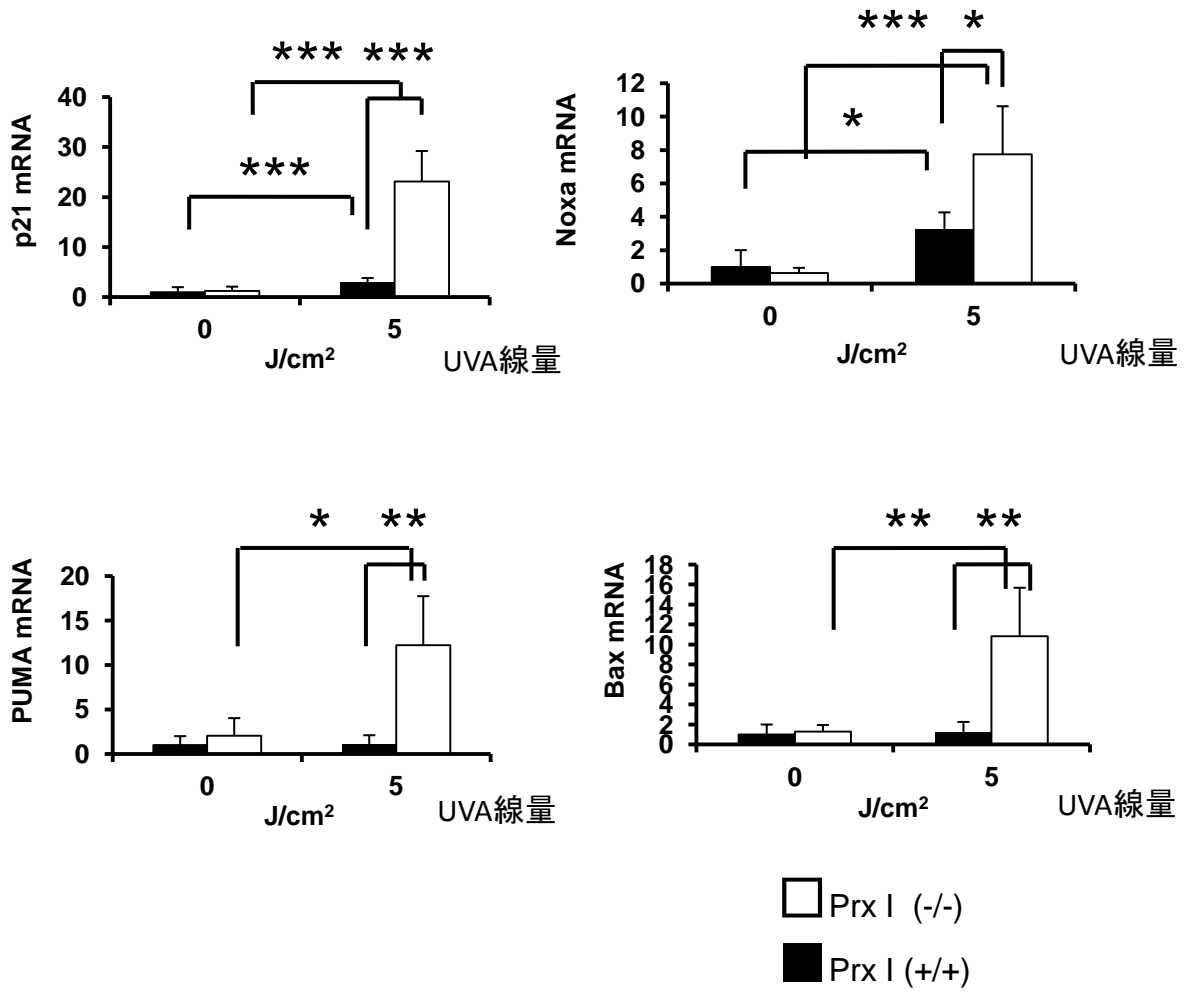 *** ***
***
p21 mRNA
40
30
20
10
0
0 5
J/cm²
UVA線量
*** *
*
Noxa mRNA
12
10
8
6
4
2
0
0 5
J/cm²
UVA線量
* **
PUMA mRNA
20
15
10
5
0
0 5
J/cm²
UVA線量
** **
Bax mRNA
18
16
14
12
10
8
6
4
2
0
0 5
J/cm²
UVA線量
Prx I (-/-)
Prx I (+/+)